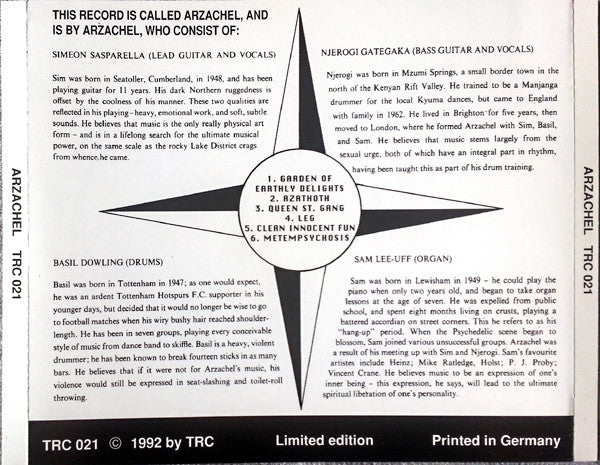 THIS RECORD IS CALLED ARZACHEL, AND
IS BY ARZACHEL, WHO CONSIST OF:
SIMEON SASPARELLA (LEAD GUITAR AND VOCALS)
Sim was born in Seatoller, Cumberland, in 1948, and has been
playing guitar for 11 years. His dark Northern ruggedness is
offset by the coolness of his manner. These two qualities are
reflected in his playing–heavy, emotional work, and soft, subtle
sounds. He believes that music is the only really physical art
form – and is in a lifelong search for the ultimate musical
power, on the same scale as the rocky Lake District crags
from whence he came.
NJEROGI GATEGAKA (BASS GUITAR AND VOCALS)
Njerogi was born in Mzumi Springs, a small border town in the
north of the Kenyan Rift Valley. He trained to be a Manjanga
drummer for the local Kyuma dances, but came to England
with family in 1962. He lived in Brighton for five years, then
moved to London, where he formed Arzachel with Sim, Basil,
and Sam. He believes that music stems largely from the
sexual urge, both of which have an integral part in rhythm,
having been taught this as part of his drum training.
1. GARDEN OF
EARTHLY DELIGHTS
2. AZATHOTH
3. QUEEN ST. GANG
4. LEG
5. CLEAN INNOCENT FUN
6. METEMPSYCHOSIS
BASIL DOWLING (DRUMS)
Basil was born in Tottenham in 1947; as one would expect,
he was an ardent Tottenham Hotspurs F.C. supporter in his
younger days, but decided that it would no longer be wise to go
to football matches when his wiry bushy hair reached shoulder-
length. He has been in seven groups, playing every conceivable
style of music from dance band to skiffle. Basil is a heavy, violent
drummer; he has been known to break fourteen sticks in as many
bars. He believes that if it were not for Arzachel's music, his
violence would still be expressed in seat-slashing and toilet-roll
throwing.
SAM LEE-UFF (ORGAN)
Sam was born in Lewisham in 1949 – he could play the
piano when only two years old, and began to take organ
lessons at the age of seven. He was expelled from public
school, and spent eight months living on crusts, playing a
battered accordian on street corners. This he refers to as his
"hang-up" period. When the Psychedelic scene began to
blossom, Sam joined various unsuccessful groups. Arzachel was
a result of his meeting up with Sim and Njerogi. Sam's favourite
artistes include Heinz; Mike Ratledge, Holst; P. J. Proby;
Vincent Crane. He believes music to be an expression of one's
inner being - this expression, he says, will lead to the ultimate
spiritual liberation of one's personality.
ARZACHEL TRC 021
ARZACHEL TRC 021
TRC 021 © 1992 by TRC Limited edition Printed in Germany